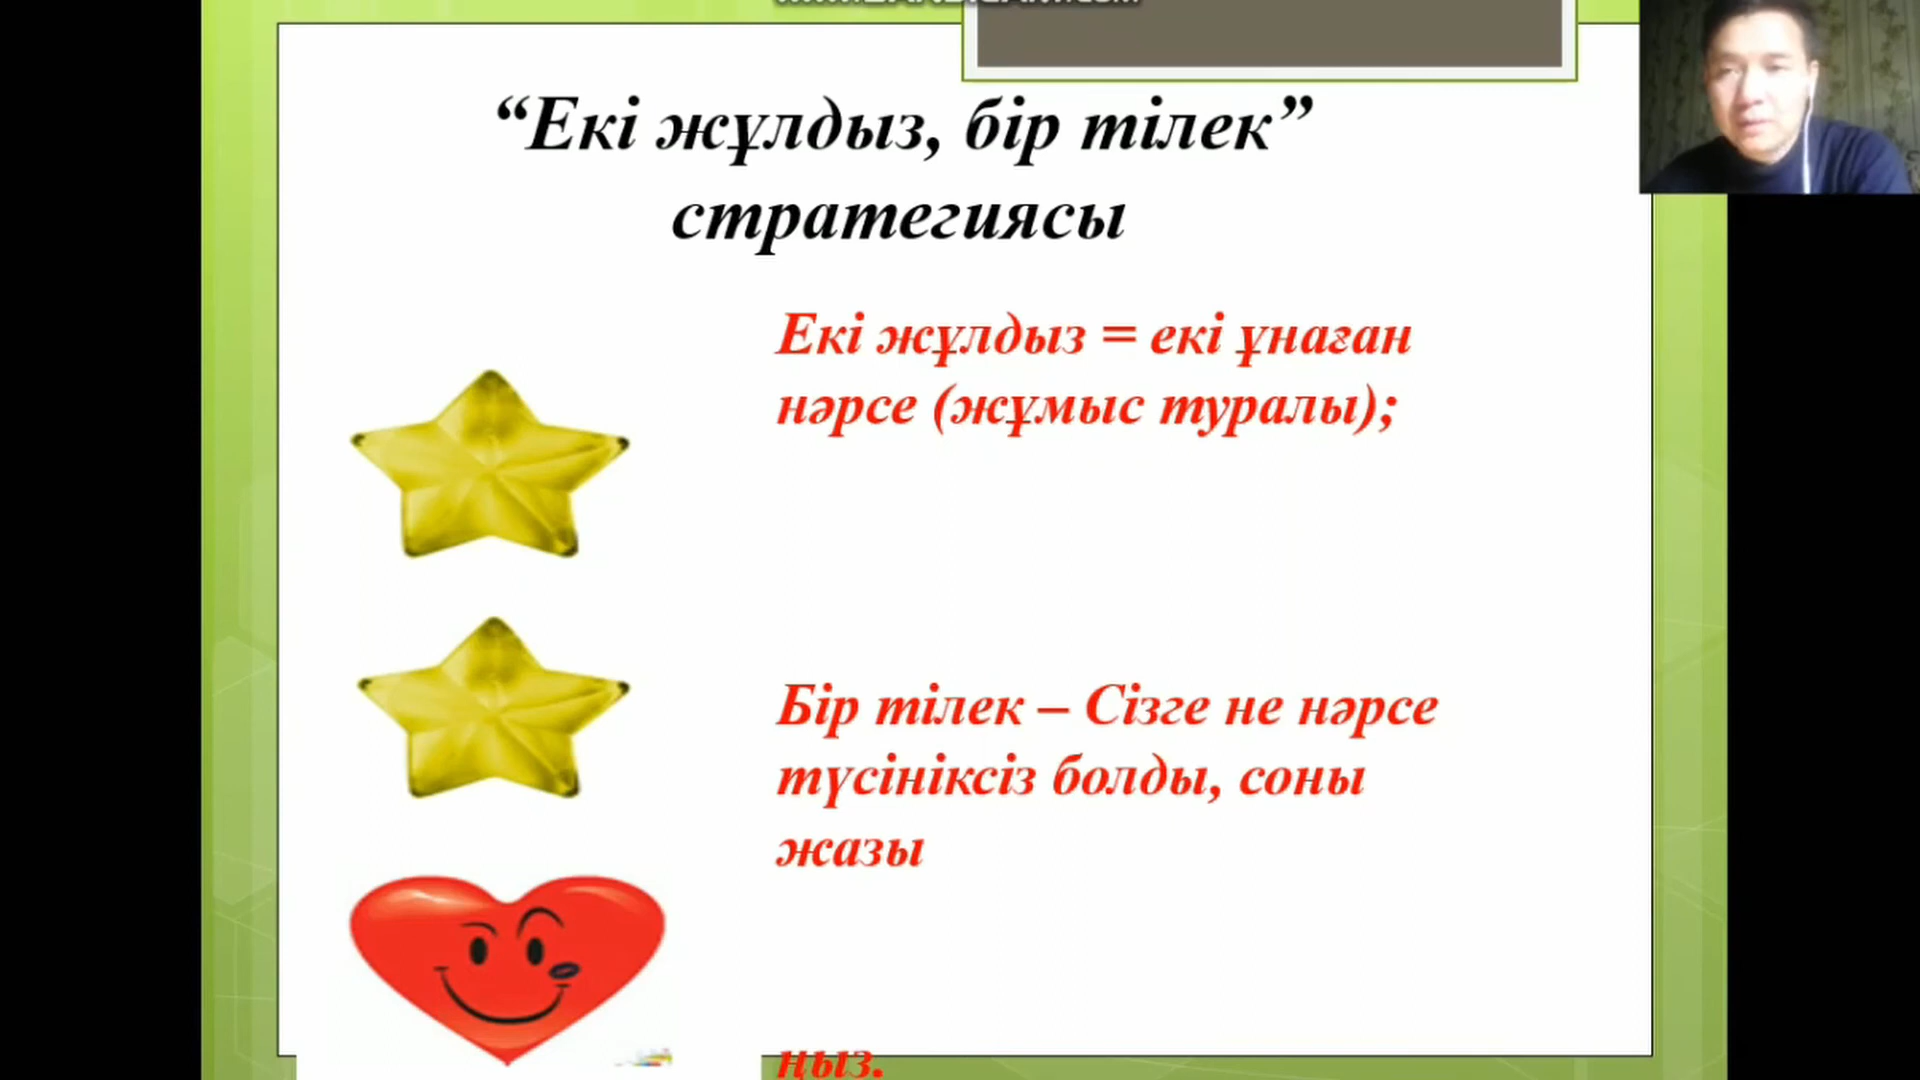 “Екі жұлдыз, бір тілек”
стратегиясы
Екі жұлдыз = екі ұнаған
нәрсе (жұмыс туралы);
Бір тілек – Сізге не нәрсе
түсініксіз болды, соны
жазы
ңыз.